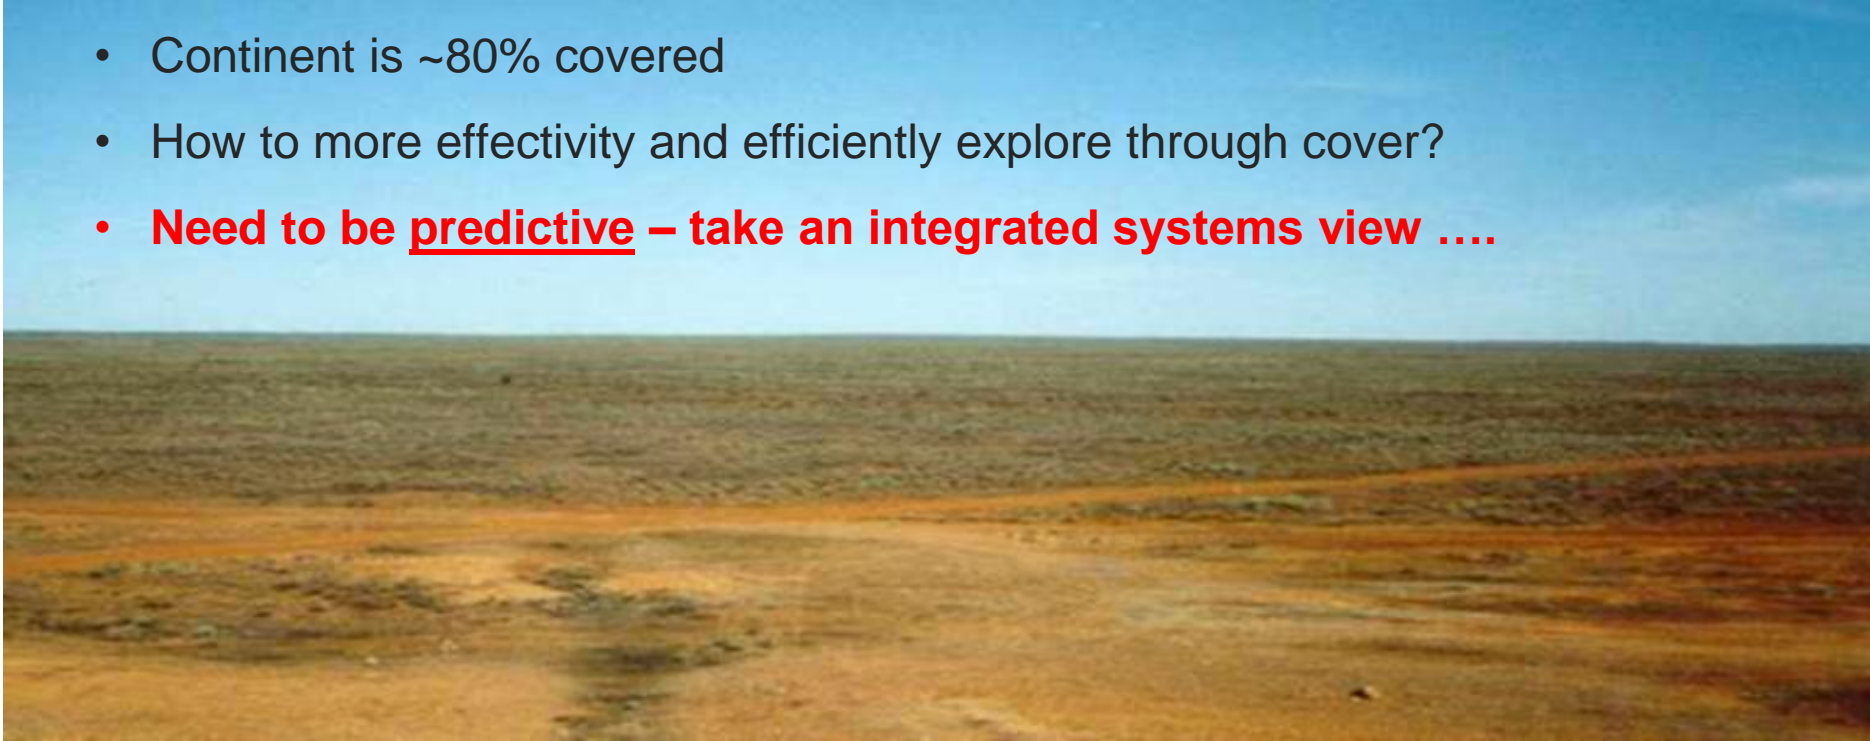 • Continent is ~80% covered
• How to more effectivity and efficiently explore through cover?
• Need to be predictive – take an integrated systems view ....